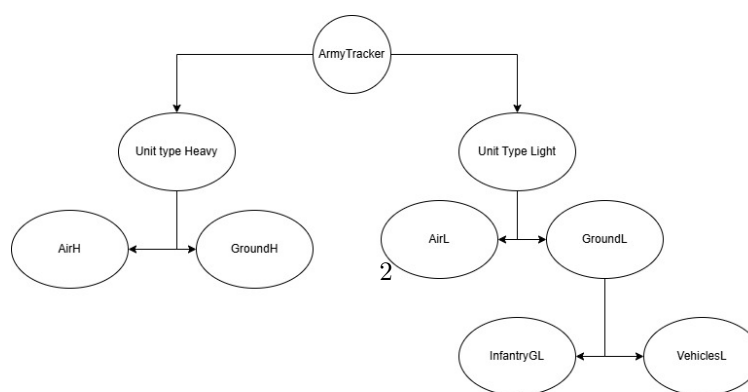 ArmyTracker
Unit type Heavy
Unit Type Light
AirH
GroundH
AirL
GroundL
2
InfantryGL
VehiclesL